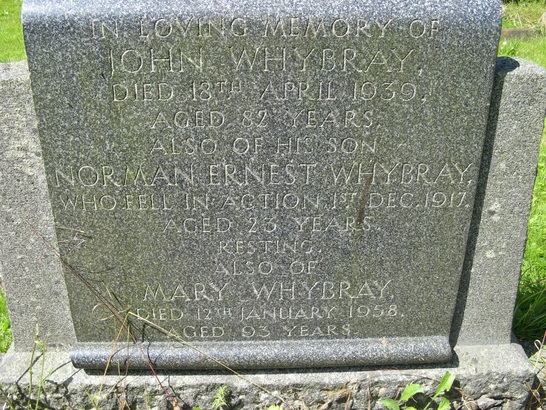 IN LOVING MEMORY OF
JOHN WHYBRAY,
DIED 18TH APRIL 1939,
AGED 82 YEARS.
ALSO OF HIS SON
NORMAN ERNEST WHYBRAY,
WHO FELL IN ACTION, 1ST DEC. 1917,
AGED 23 YEARS.
RESTING.
ALSO OF
MARY WHYBRAY,
DIED 12TH JANUARY 1958,
AGED 93 YEARS.